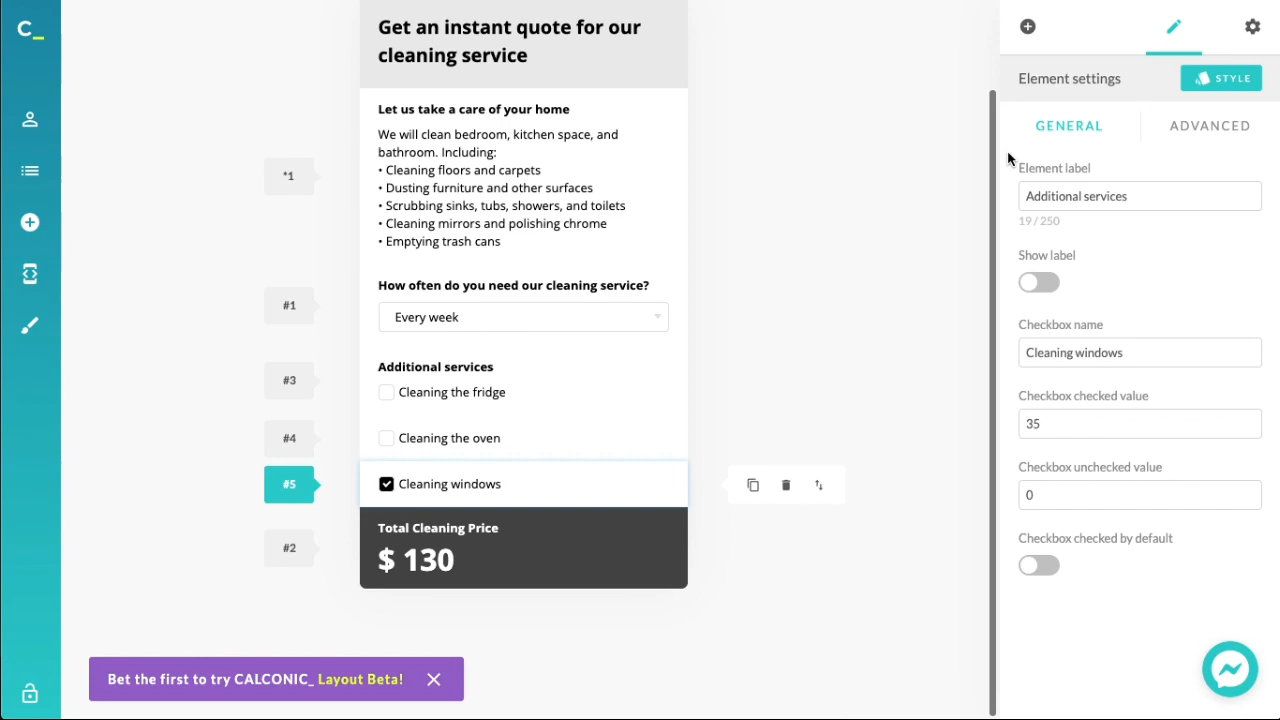 C_
Get an instant quote for our
cleaning service
Let us take a care of your home
We will clean bedroom, kitchen space, and
bathroom. Including:
• Cleaning floors and carpets
• Dusting furniture and other surfaces
• Scrubbing sinks, tubs, showers, and toilets
• Cleaning mirrors and polishing chrome
• Emptying trash cans
*1
How often do you need our cleaning service?
#1
Every week
Additional services
#3
Cleaning the fridge
#4
Cleaning the oven
#5
Cleaning windows
Total Cleaning Price
#2
$ 130
Bet the first to try CALCONIC_ Layout Beta!
Element settings
STYLE
GENERAL
ADVANCED
Element label
Additional services
19 / 250
Show label
Checkbox name
Cleaning windows
Checkbox checked value
35
Checkbox unchecked value
0
Checkbox checked by default